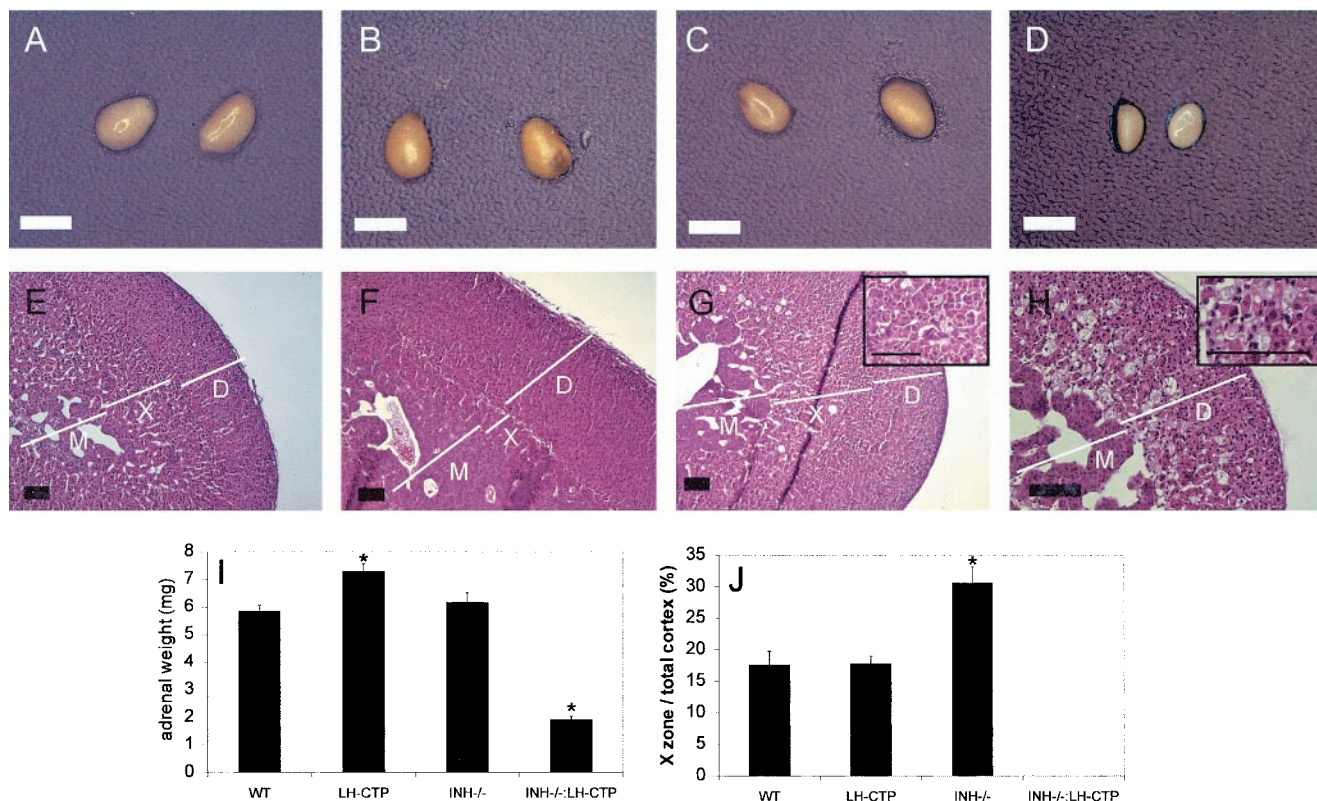 A
B
C
D
E
X
D
M
F
D
X
M
G
D
X
M
H
D
M
I
adrenal weight (mg)
8
7
6
5
4
3
2
1
0
*
*
WT
LH-CTP
INH-/-
INH-/-:LH-CTP
J
X zone / total cortex (%)
35
30
25
20
15
10
5
0
*
WT
LH-CTP
INH-/-
INH-/-:LH-CTP